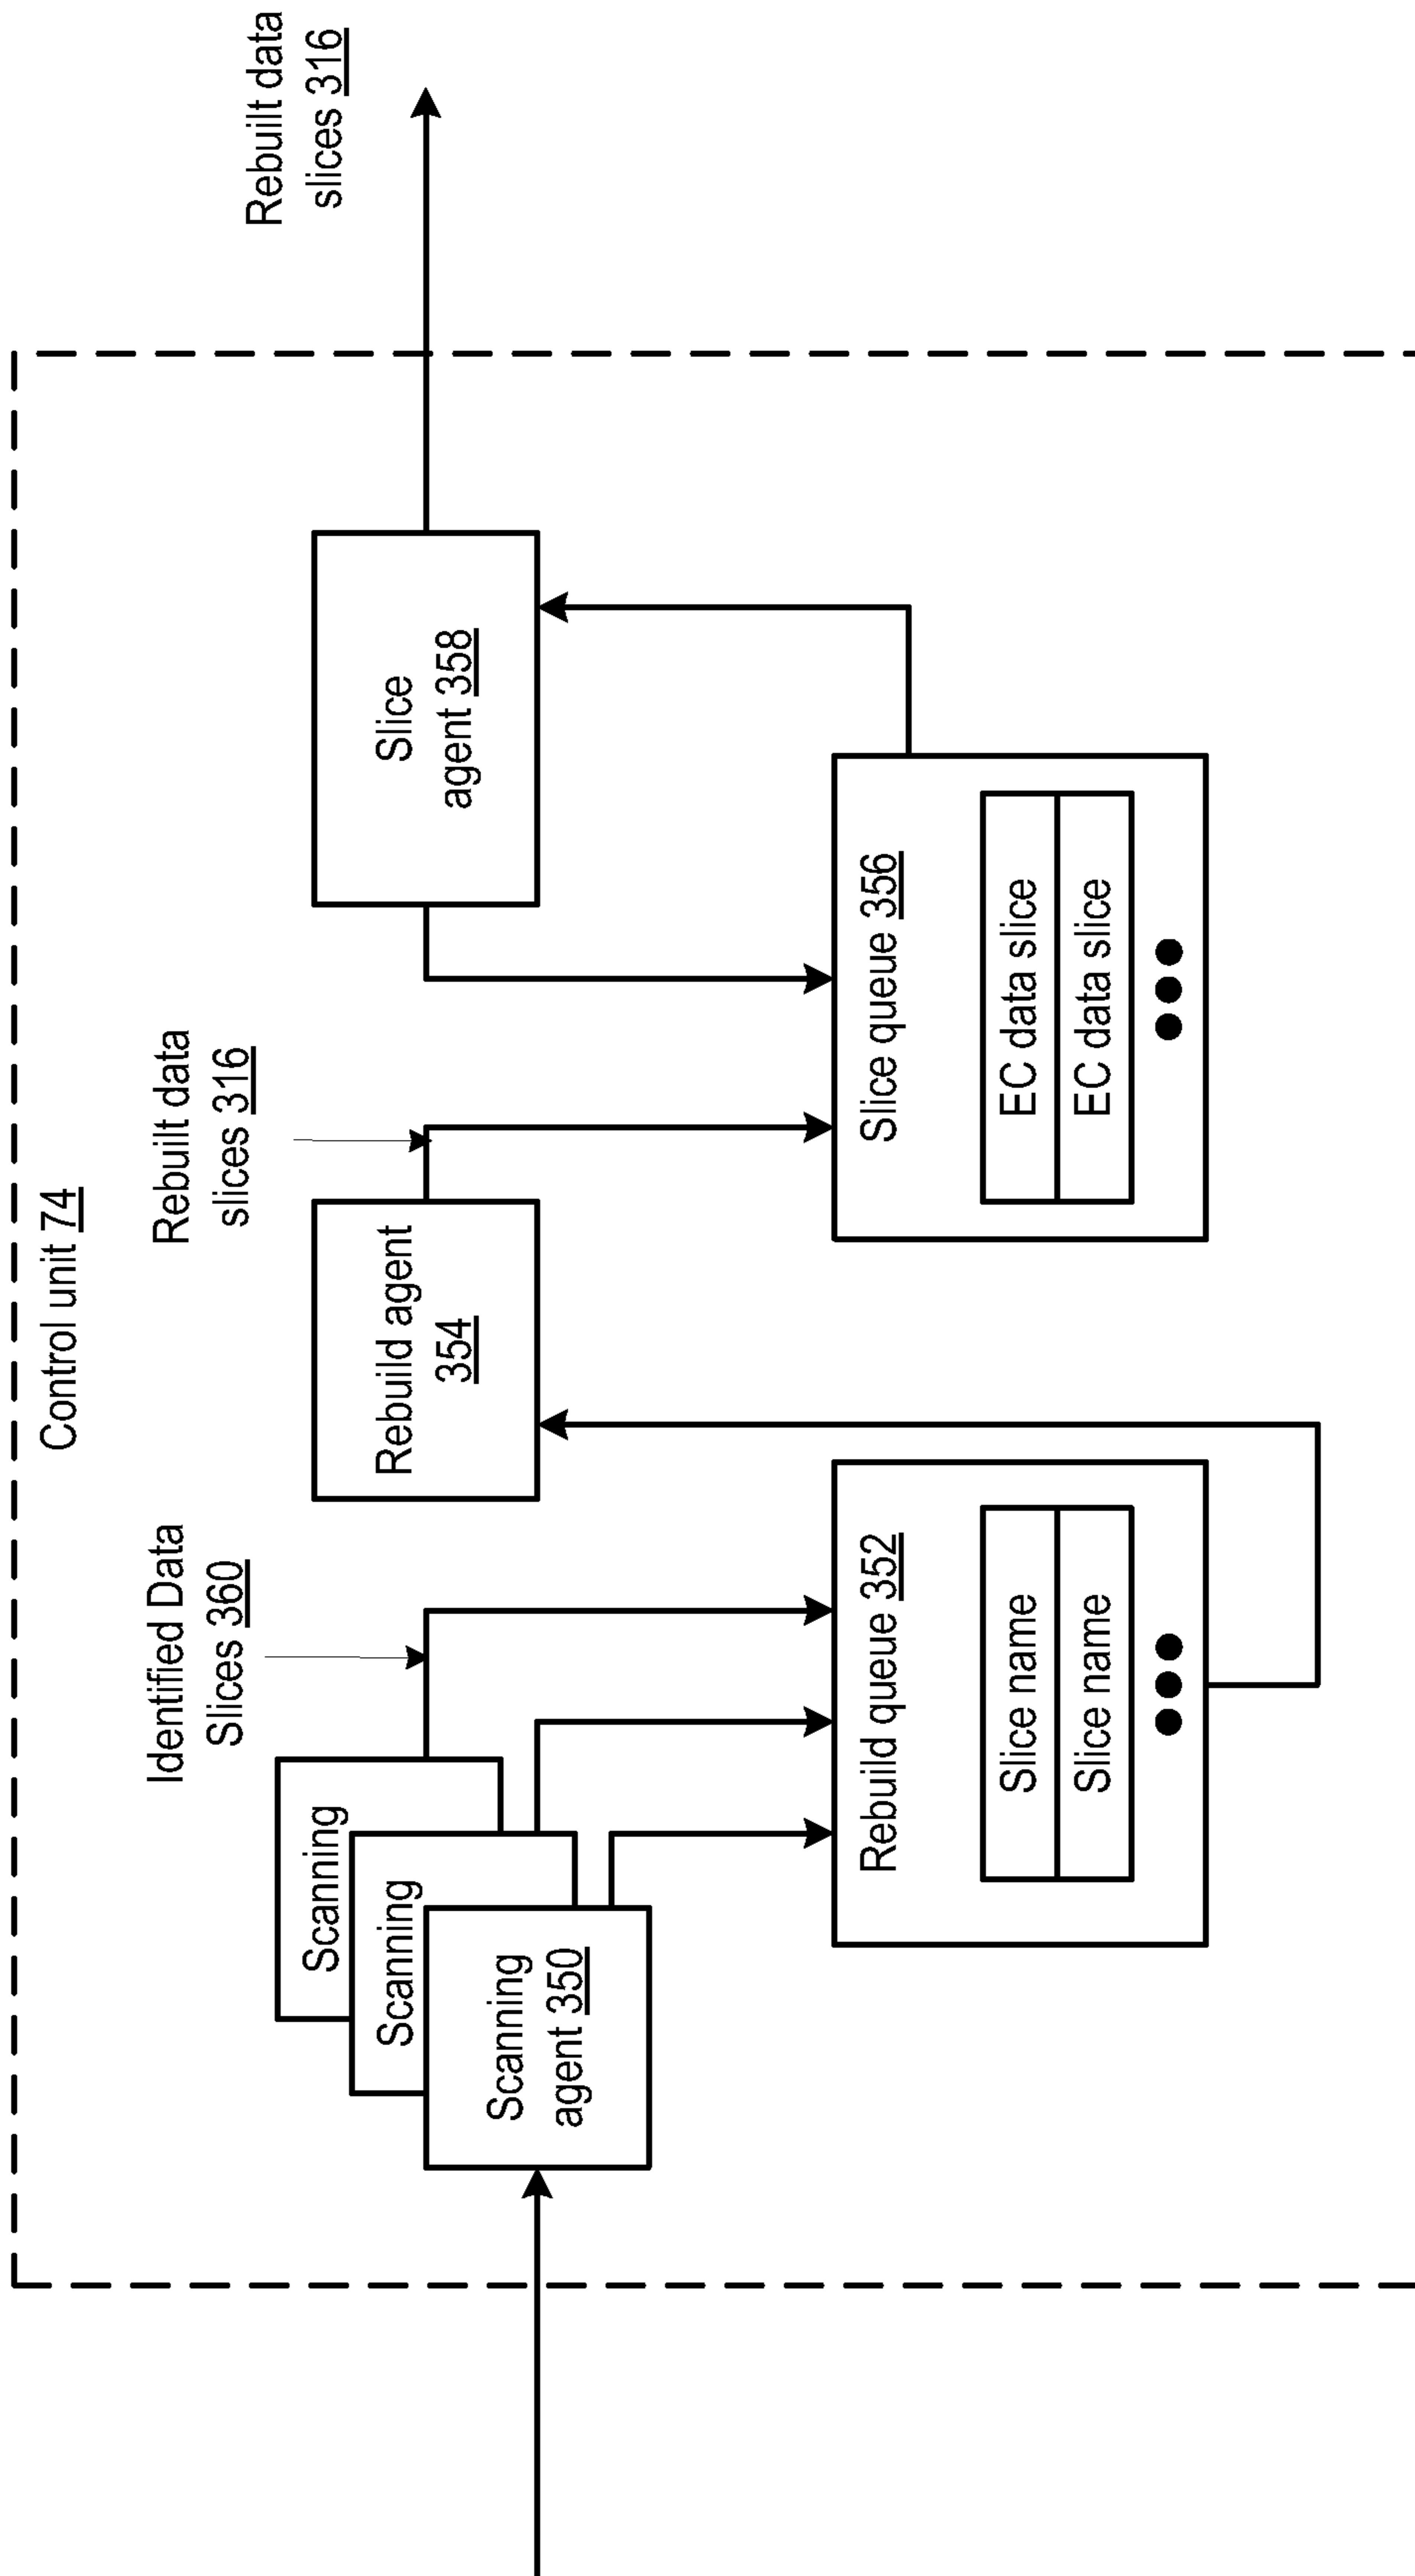 Control unit 74
Identified Data
Slices 360
Rebuilt data
slices 316
Rebuilt data
slices 316
Scanning
Scanning
Scanning
agent 350
Rebuild agent
354
Slice
agent 358
Rebuild queue 352
Slice name
Slice name
Slice queue 356
EC data slice
EC data slice